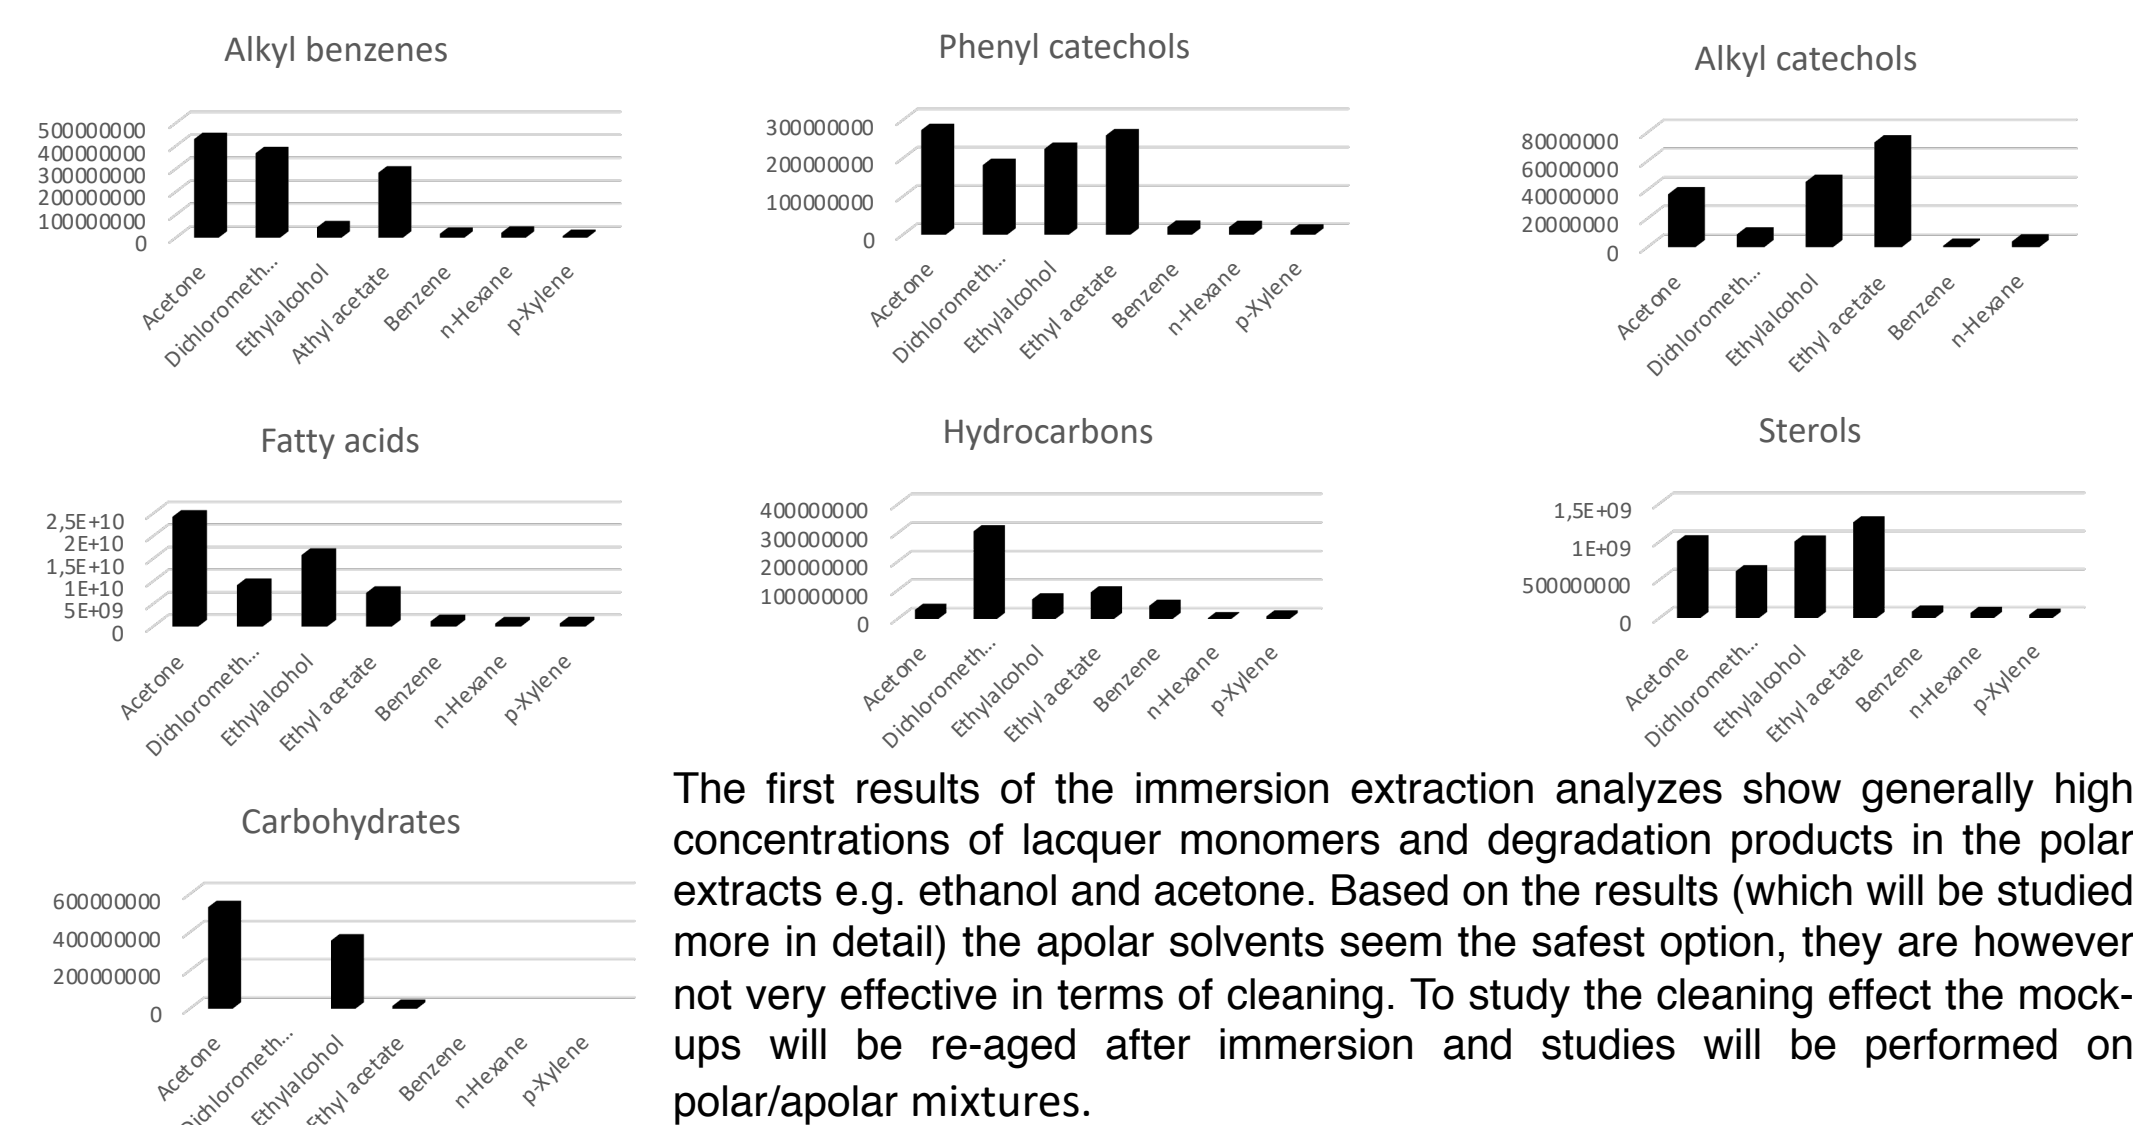 Alkyl benzenes
500000000
400000000
300000000
200000000
100000000
0
Acetone
Dichlorometh...
Ethylalcohol
Athyl acetate
Benzene
n-Hexane
p-Xylene
Phenyl catechols
300000000
200000000
100000000
0
Acetone
Dichlorometh...
Ethylalcohol
Ethyl acetate
Benzene
n-Hexane
p-Xylene
Alkyl catechols
80000000
60000000
40000000
20000000
0
Acetone
Dichlorometh...
Ethylalcohol
Ethyl acetate
Benzene
n-Hexane
Fatty acids
2,5E+10
2E+10
1,5E+10
1E+10
5E+09
0
Acetone
Dichlorometh...
Ethylalcohol
Ethyl acetate
Benzene
n-Hexane
p-Xylene
Hydrocarbons
400000000
300000000
200000000
100000000
0
Acetone
Dichlorometh...
Ethylalcohol
Ethyl acetate
Benzene
n-Hexane
p-Xylene
Sterols
1,5E+09
1E+09
500000000
0
Acetone
Dichlorometh...
Ethylalcohol
Ethyl acetate
Benzene
n-Hexane
p-Xylene
Carbohydrates
600000000
400000000
200000000
0
Acetone
Dichlorometh...
Ethylalcohol
Ethyl acetate
Benzene
n-Hexane
p-Xylene
The first results of the immersion extraction analyzes show generally high
concentrations of lacquer monomers and degradation products in the polar
extracts e.g. ethanol and acetone. Based on the results (which will be studied
more in detail) the apolar solvents seem the safest option, they are however
not very effective in terms of cleaning. To study the cleaning effect the mock-
ups will be re-aged after immersion and studies will be performed on
polar/apolar mixtures.